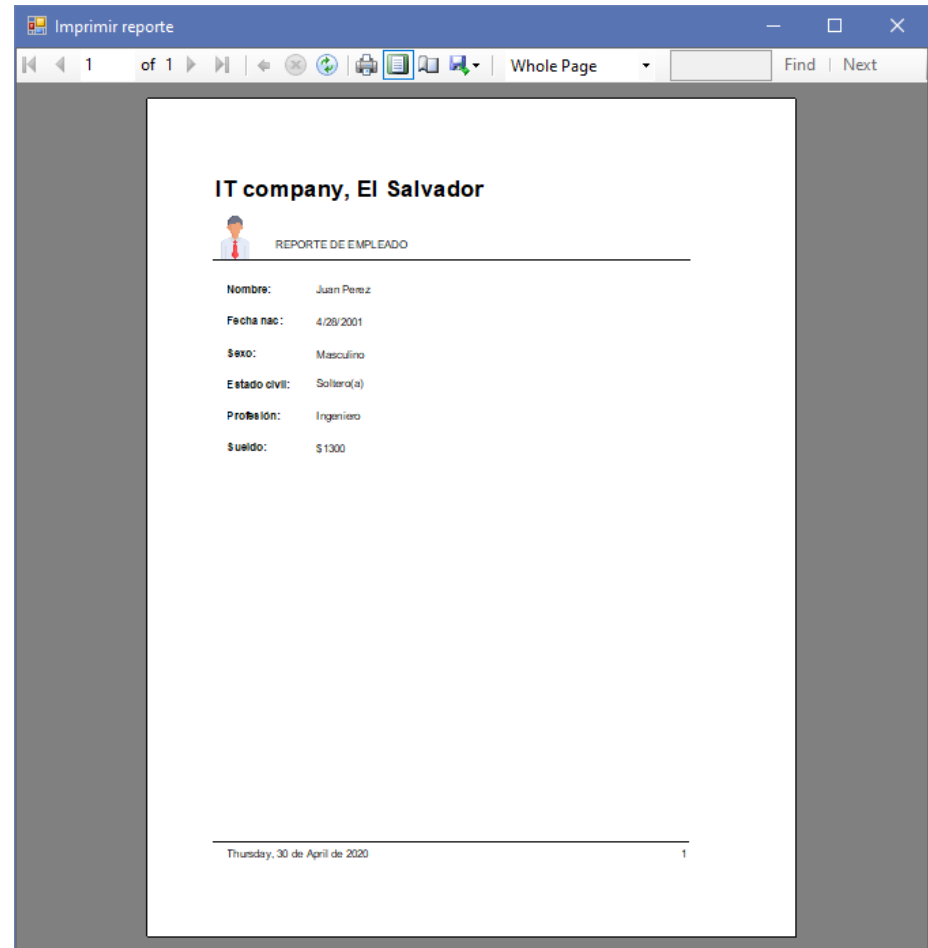 Imprimir reporte
1 of 1 Whole Page Find Next
IT company, El Salvador
REPORTE DE EMPLEADO
Nombre: Juan Perez
Fecha nac: 4/28/2001
Sexo: Masculino
Estado civil: Soltero(a)
Profesión: Ingeniero
Sueldo: $1300
Thursday, 30 de April de 2020 1